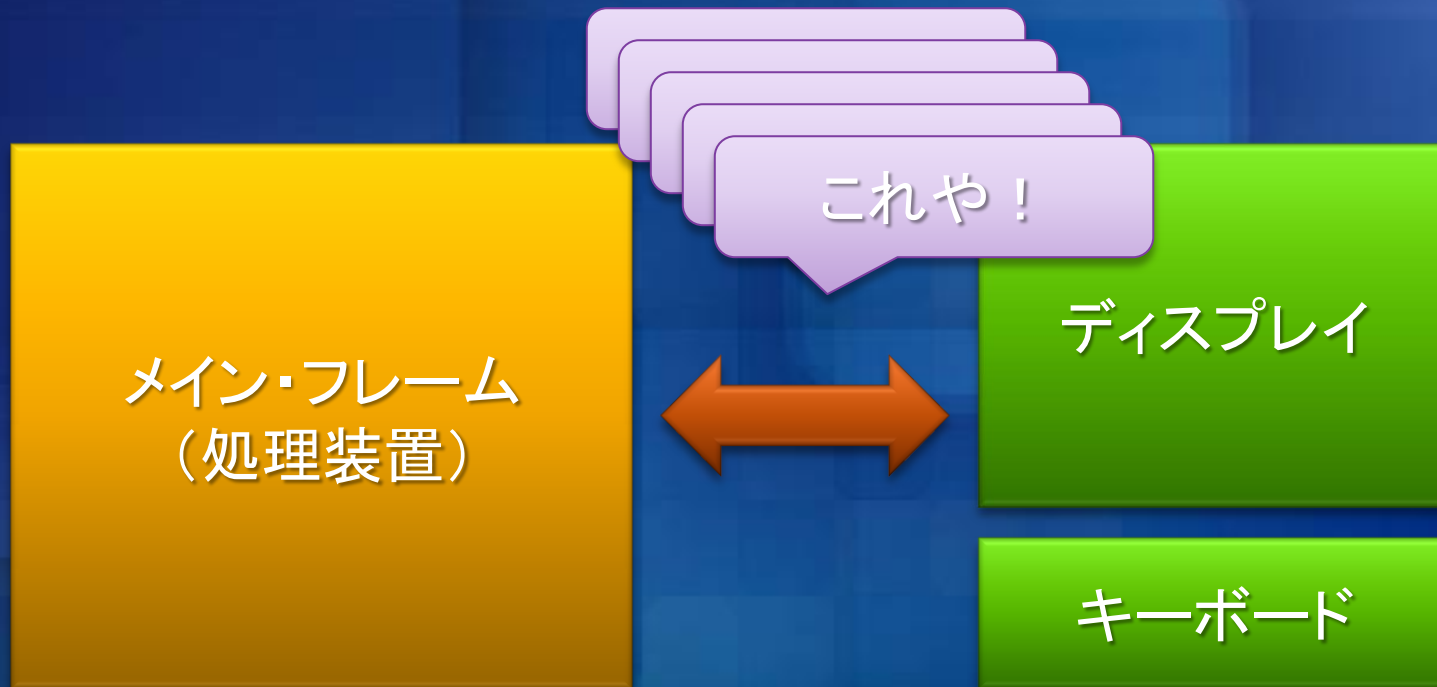 これや！
メイン・フレーム
（処理装置）
ディスプレイ
キーボード